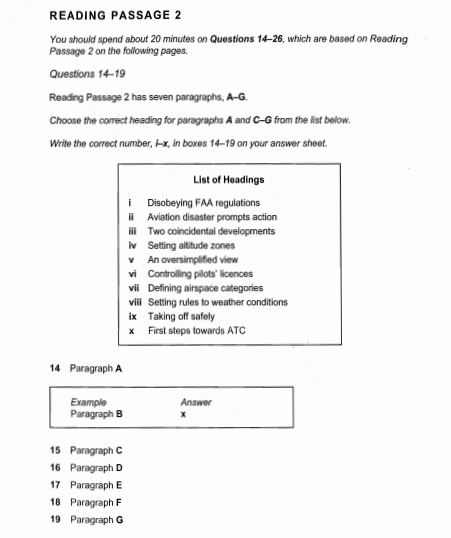 READING PASSAGE 2
You should spend about 20 minutes on Questions 14–26, which are based on Reading
Passage 2 on the following pages.
Questions 14–19
Reading Passage 2 has seven paragraphs, A–G.
Choose the correct heading for paragraphs A and C–G from the list below.
Write the correct number, i–x, in boxes 14–19 on your answer sheet.
List of Headings
i Disobeying FAA regulations
ii Aviation disaster prompts action
iii Two coincidental developments
iv Setting altitude zones
v An oversimplified view
vi Controlling pilots' licences
vii Defining airspace categories
viii Setting rules to weather conditions
ix Taking off safely
x First steps towards ATC
14 Paragraph A
Example Answer
Paragraph B x
15 Paragraph C
16 Paragraph D
17 Paragraph E
18 Paragraph F
19 Paragraph G